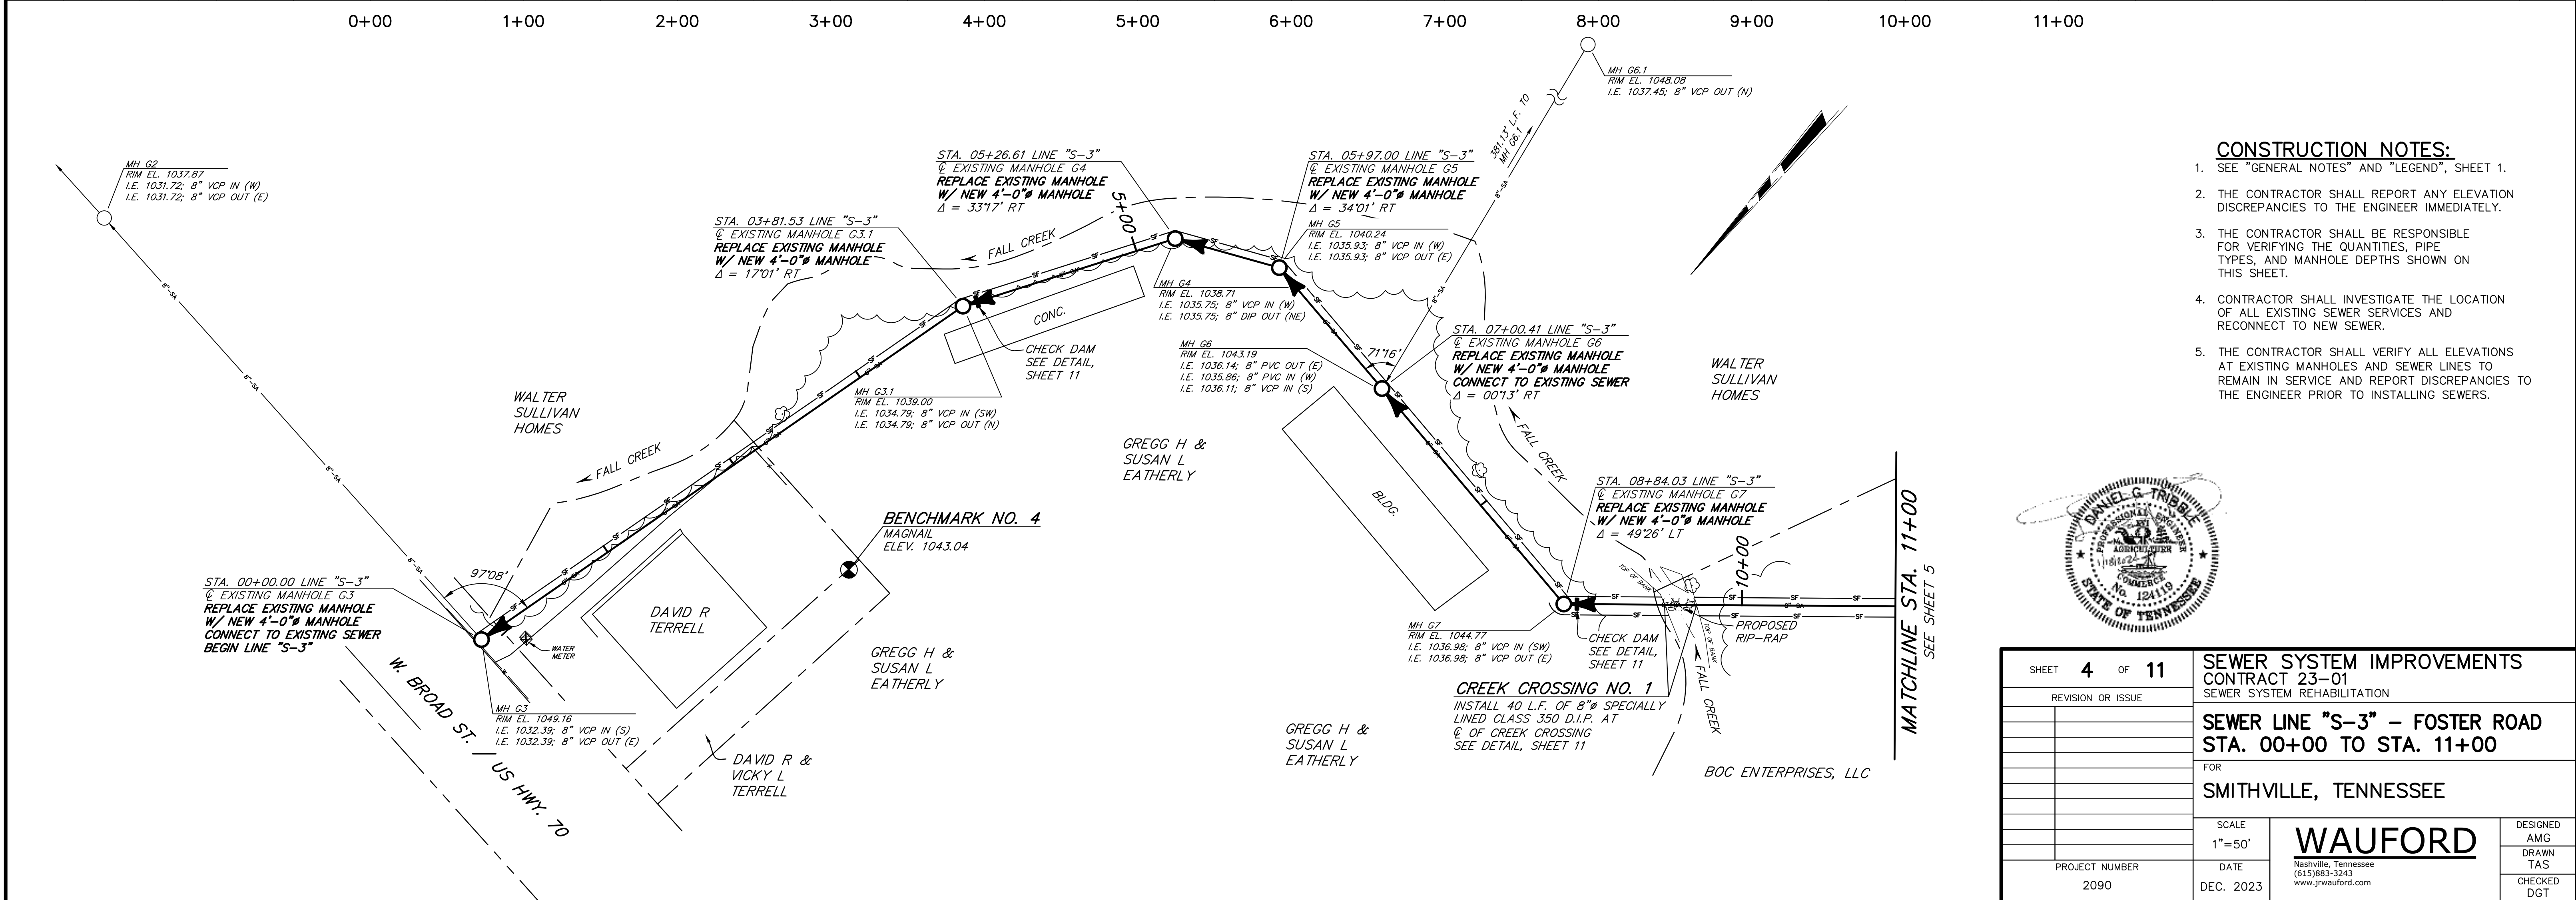 0+00 1+00 2+00 3+00 4+00 5+00 6+00 7+00 8+00 9+00 10+00 11+00
MH G6.1
RIM EL. 1048.08
I.E. 1037.45; 8" VCP OUT (N)
381.13' L.F. TO
MH G6.1
8"-SA
MH G2
RIM EL. 1037.87
I.E. 1031.72; 8" VCP IN (W)
I.E. 1031.72; 8" VCP OUT (E)
8"-SA
8"-SA
8"-SA
8"-SA
STA. 03+81.53 LINE "S-3"
℄ EXISTING MANHOLE G3.1
REPLACE EXISTING MANHOLE
W/ NEW 4'-0"ø MANHOLE
Δ = 17°01' RT
STA. 05+26.61 LINE "S-3"
℄ EXISTING MANHOLE G4
REPLACE EXISTING MANHOLE
W/ NEW 4'-0"ø MANHOLE
Δ = 33°17' RT
5+00
FALL CREEK
STA. 05+97.00 LINE "S-3"
℄ EXISTING MANHOLE G5
REPLACE EXISTING MANHOLE
W/ NEW 4'-0"ø MANHOLE
Δ = 34°01' RT
MH G5
RIM EL. 1040.24
I.E. 1035.93; 8" VCP IN (W)
I.E. 1035.93; 8" VCP OUT (E)
MH G4
RIM EL. 1038.71
I.E. 1035.75; 8" VCP IN (W)
I.E. 1035.75; 8" DIP OUT (NE)
CONC.
CHECK DAM
SEE DETAIL,
SHEET 11
MH G3.1
RIM EL. 1039.00
I.E. 1034.79; 8" VCP IN (SW)
I.E. 1034.79; 8" VCP OUT (N)
MH G6
RIM EL. 1043.19
I.E. 1036.14; 8" PVC OUT (E)
I.E. 1035.86; 8" PVC IN (W)
I.E. 1036.11; 8" VCP IN (S)
8"-SA
71°16'
STA. 07+00.41 LINE "S-3"
℄ EXISTING MANHOLE G6
REPLACE EXISTING MANHOLE
W/ NEW 4'-0"ø MANHOLE
CONNECT TO EXISTING SEWER
Δ = 00°13' RT
WALTER
SULLIVAN
HOMES
WALTER
SULLIVAN
HOMES
FALL CREEK
FALL CREEK
GREGG H &
SUSAN L
EATHERLY
BLDG.
STA. 08+84.03 LINE "S-3"
℄ EXISTING MANHOLE G7
REPLACE EXISTING MANHOLE
W/ NEW 4'-0"ø MANHOLE
Δ = 49°26' LT
BENCHMARK NO. 4
MAGNAIL
ELEV. 1043.04
97°08'
STA. 00+00.00 LINE "S-3"
℄ EXISTING MANHOLE G3
REPLACE EXISTING MANHOLE
W/ NEW 4'-0"ø MANHOLE
CONNECT TO EXISTING SEWER
BEGIN LINE "S-3"
DAVID R
TERRELL
WATER
METER
W. BROAD ST. / US HWY. 70
MH G3
RIM EL. 1049.16
I.E. 1032.39; 8" VCP IN (S)
I.E. 1032.39; 8" VCP OUT (E)
GREGG H &
SUSAN L
EATHERLY
DAVID R &
VICKY L
TERRELL
MH G7
RIM EL. 1044.77
I.E. 1036.98; 8" VCP IN (SW)
I.E. 1036.98; 8" VCP OUT (E)
TOP OF BANK
10+00
PROPOSED
RIP-RAP
TOP OF BANK
CHECK DAM
SEE DETAIL,
SHEET 11
FALL CREEK
CREEK CROSSING NO. 1
INSTALL 40 L.F. OF 8"ø SPECIALLY
LINED CLASS 350 D.I.P. AT
℄ OF CREEK CROSSING
SEE DETAIL, SHEET 11
GREGG H &
SUSAN L
EATHERLY
BOC ENTERPRISES, LLC
MATCHLINE STA. 11+00
SEE SHEET 5
CONSTRUCTION NOTES:
1. SEE "GENERAL NOTES" AND "LEGEND", SHEET 1.
2. THE CONTRACTOR SHALL REPORT ANY ELEVATION
DISCREPANCIES TO THE ENGINEER IMMEDIATELY.
3. THE CONTRACTOR SHALL BE RESPONSIBLE
FOR VERIFYING THE QUANTITIES, PIPE
TYPES, AND MANHOLE DEPTHS SHOWN ON
THIS SHEET.
4. CONTRACTOR SHALL INVESTIGATE THE LOCATION
OF ALL EXISTING SEWER SERVICES AND
RECONNECT TO NEW SEWER.
5. THE CONTRACTOR SHALL VERIFY ALL ELEVATIONS
AT EXISTING MANHOLES AND SEWER LINES TO
REMAIN IN SERVICE AND REPORT DISCREPANCIES TO
THE ENGINEER PRIOR TO INSTALLING SEWERS.
DANIEL G. TRIBBLE
PROFESSIONAL ENGINEER
AGRICULTURE
COMMERCE
No. 124119
STATE OF TENNESSEE
SHEET 4 OF 11
REVISION OR ISSUE
PROJECT NUMBER
2090
SEWER SYSTEM IMPROVEMENTS
CONTRACT 23-01
SEWER SYSTEM REHABILITATION
SEWER LINE "S-3" - FOSTER ROAD
STA. 00+00 TO STA. 11+00
FOR
SMITHVILLE, TENNESSEE
SCALE
1"=50'
DATE
DEC. 2023
WAUFORD
Nashville, Tennessee
(615)883-3243
www.jrwauford.com
DESIGNED
AMG
DRAWN
TAS
CHECKED
DGT